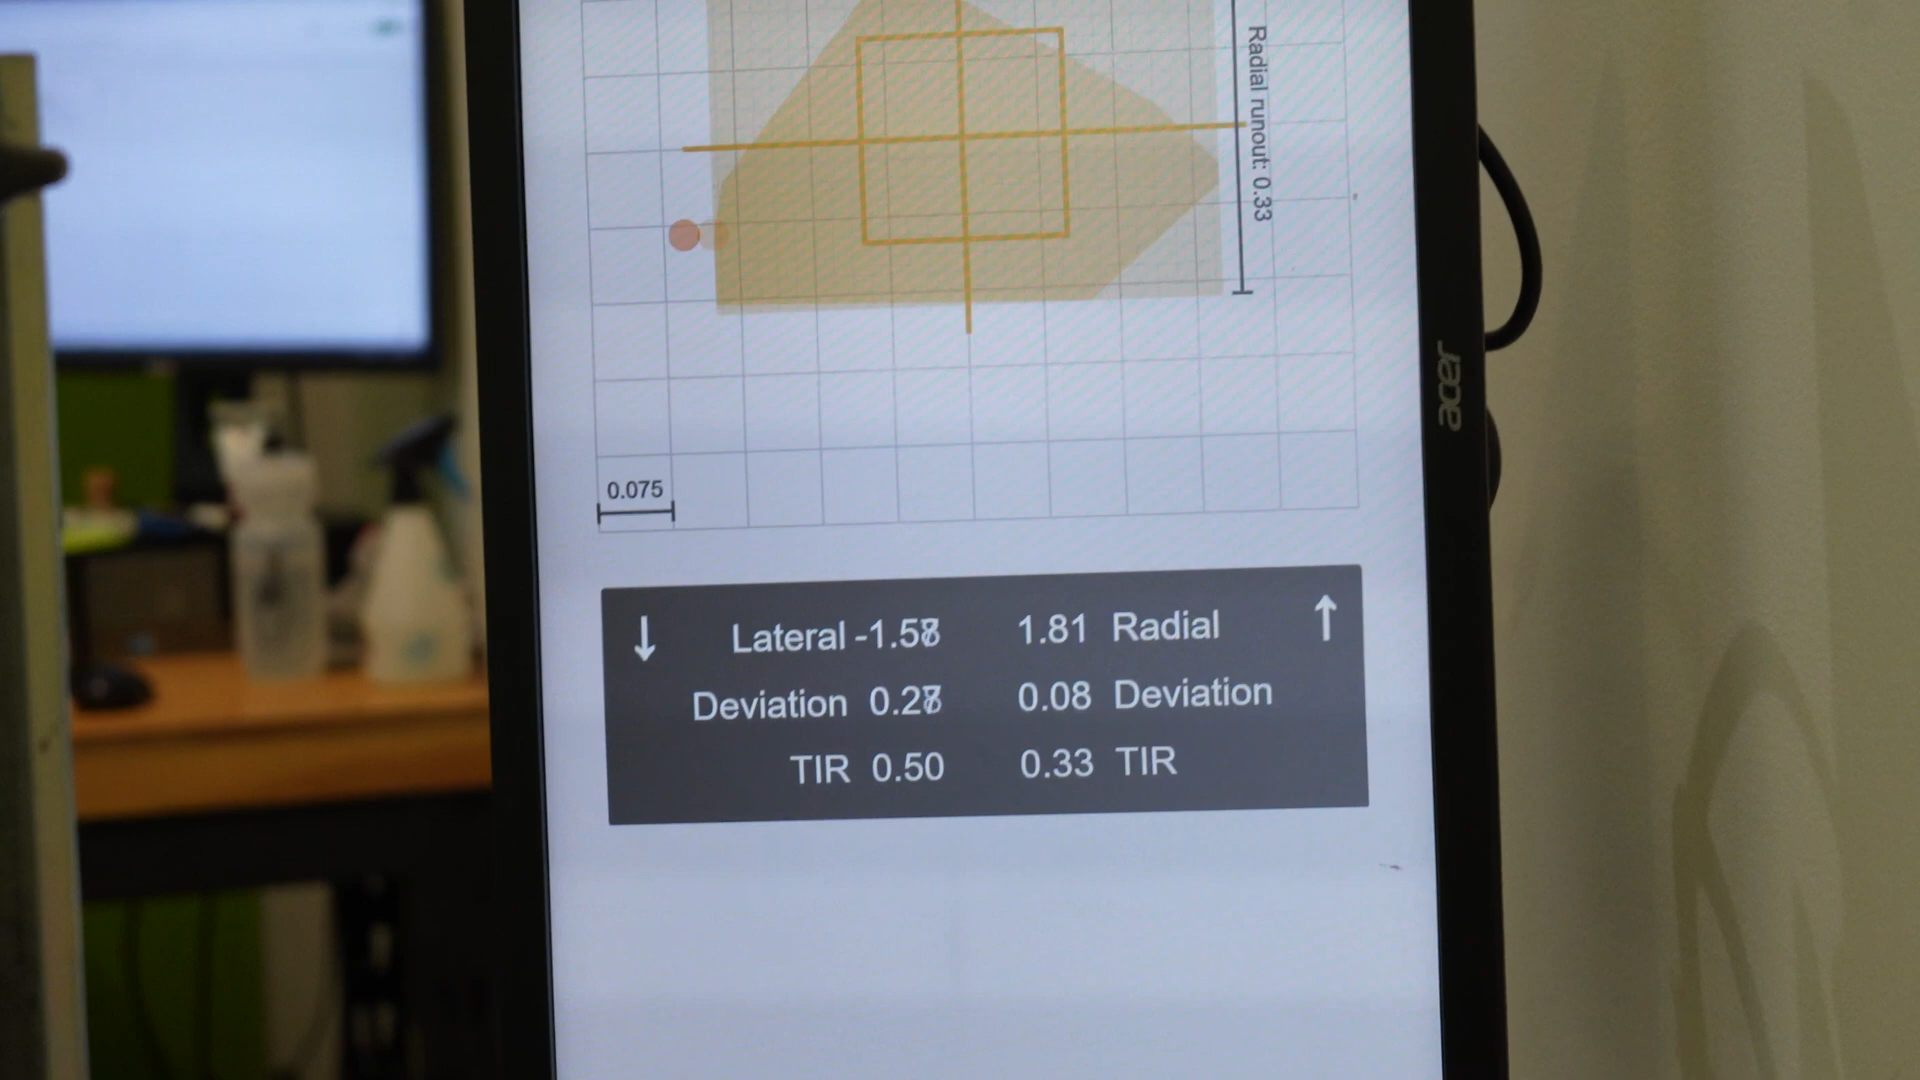 Radial runout: 0.33
acer
0.075
Lateral -1.58 1.81 Radial
Deviation 0.28 0.08 Deviation
TIR 0.50 0.33 TIR